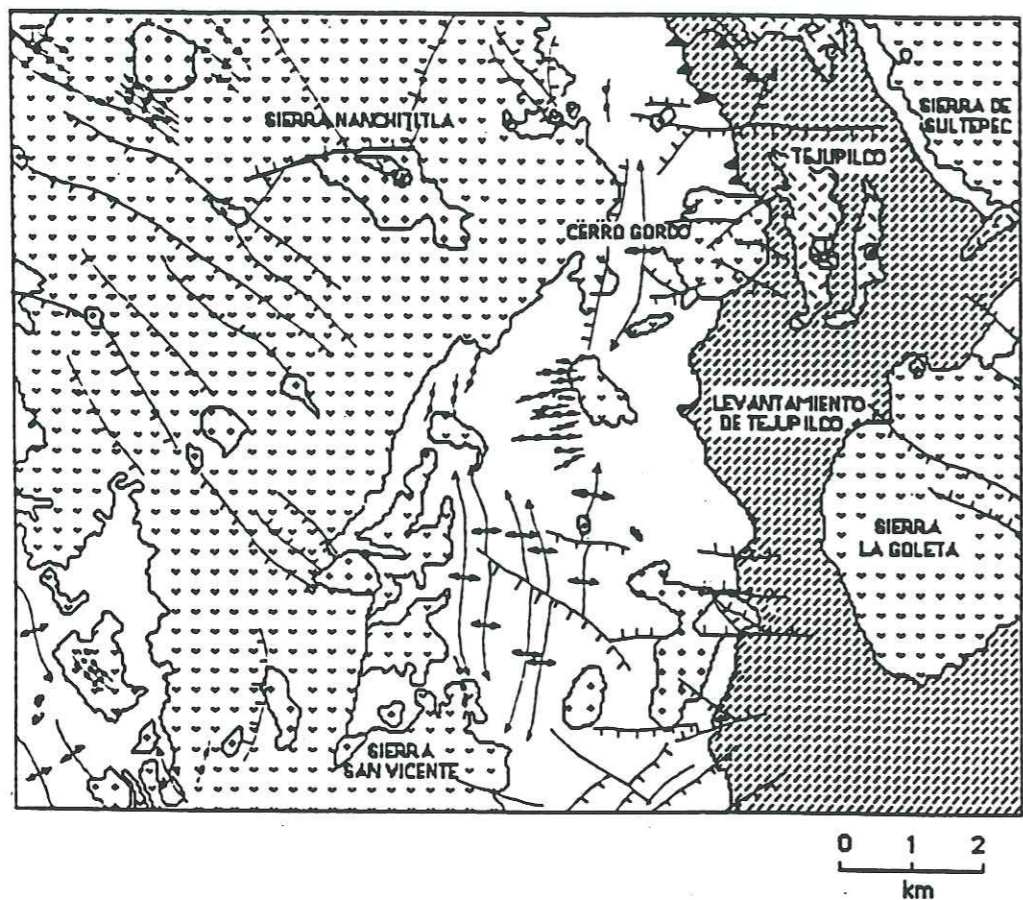 SIERRA NANCHITITLA
SIERRA DE
SULTEPEC
TEJUPILCO
CERRO GORDO
LEVANTAMIENTO
DE TEJUPILCO
SIERRA
LA GOLETA
SIERRA
SAN VICENTE
0 1 2
km